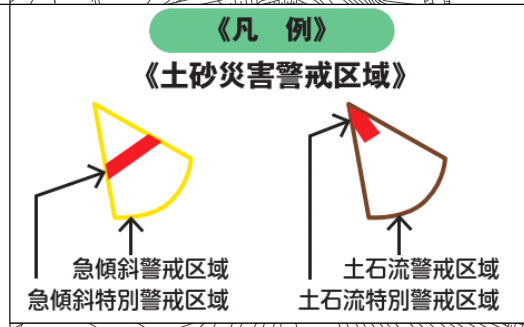 《凡　例》
《土砂災害警戒区域》
急傾斜警戒区域
急傾斜特別警戒区域
土石流警戒区域
土石流特別警戒区域